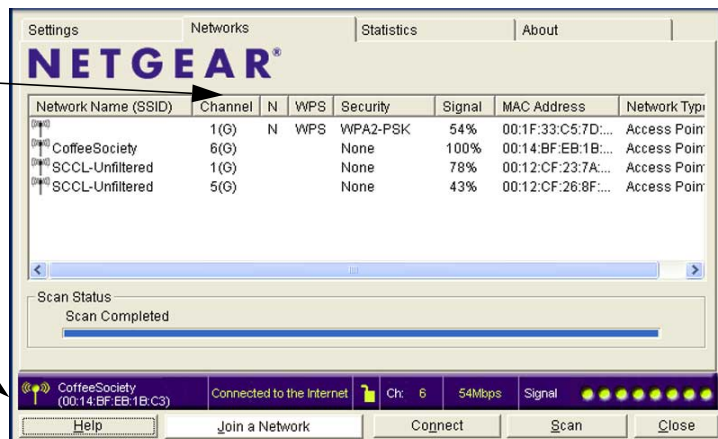 Settings Networks Statistics About
NETGEAR®
Network Name (SSID) Channel N WPS Security Signal MAC Address Network Typ
1(G) N WPS WPA2-PSK 54% 00:1F:33:C5:7D:... Access Poin
CoffeeSociety 6(G) None 100% 00:14:BF:EB:1B:... Access Poin
SCCL-Unfiltered 1(G) None 78% 00:12:CF:23:7A:... Access Poin
SCCL-Unfiltered 5(G) None 43% 00:12:CF:26:8F:... Access Poin
Scan Status
Scan Completed
CoffeeSociety
(00:14:BF:EB:1B:C3) Connected to the Internet Ch: 6 54Mbps Signal
Help Join a Network Connect Scan Close